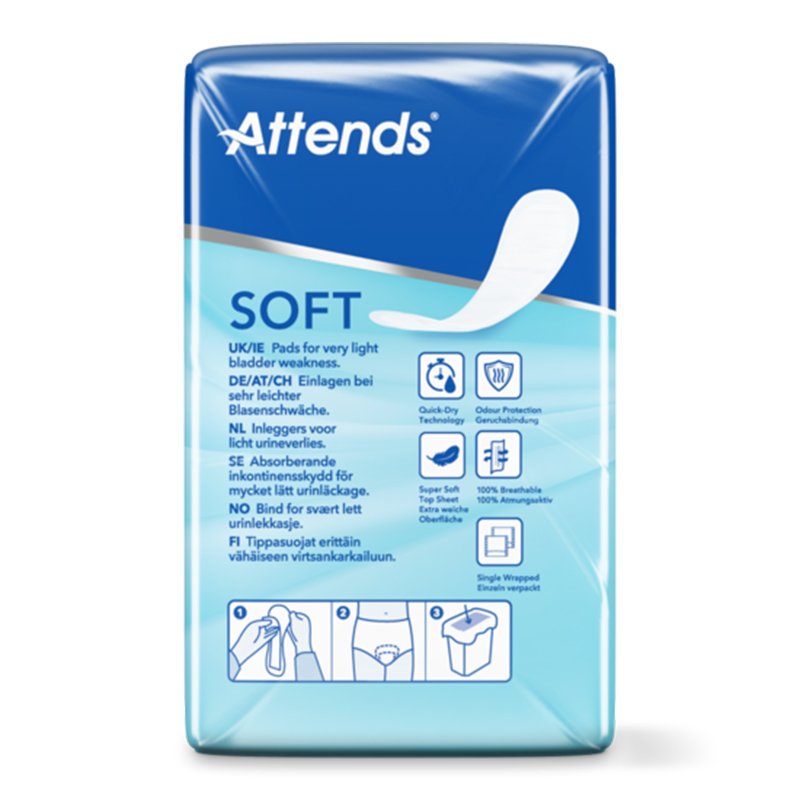 Attends®
SOFT
UK/IE Pads for very light
bladder weakness.
DE/AT/CH Einlagen bei
sehr leichter
Blasenschwäche.
NL Inleggers voor
licht urineverlies.
SE Absorberande
inkontinensskydd för
mycket lätt urinläckage.
NO Bind for svært lett
urinlekkasje.
FI Tippasuojat erittäin
vähäiseen virtsankarkailuun.
Quick-Dry
Technology
Odour Protection
Geruchsbindung
Super Soft
Top Sheet
Extra weiche
Oberfläche
100% Breathable
100% Atmungsaktiv
Single Wrapped
Einzeln verpackt
1
2
3